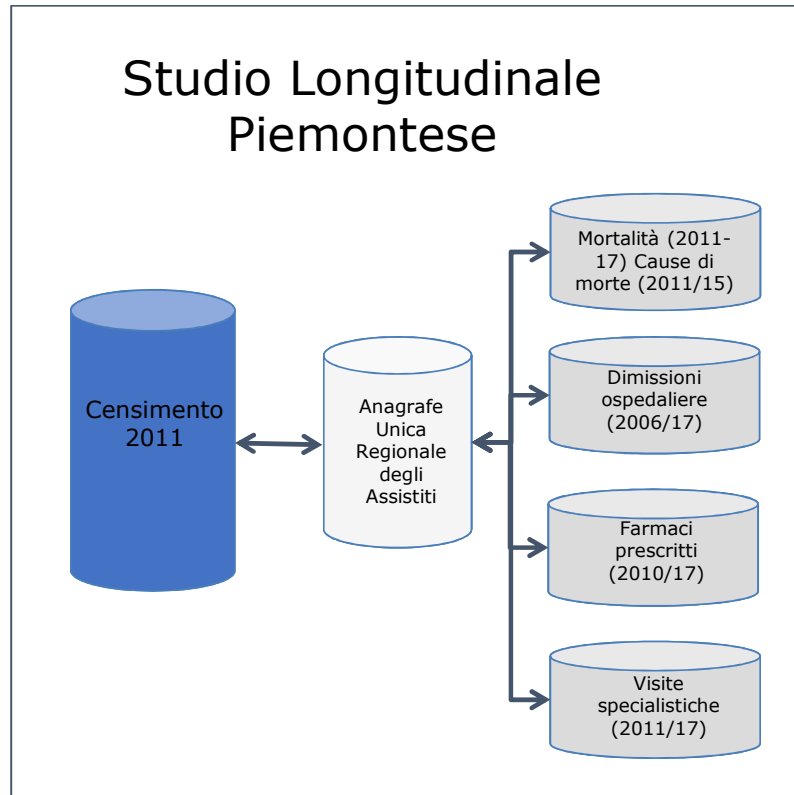 Studio Longitudinale
Piemontese
Censimento
2011
Anagrafe
Unica
Regionale
degli
Assistiti
Mortalità (2011-
17) Cause di
morte (2011/15)
Dimissioni
ospedaliere
(2006/17)
Farmaci
prescritti
(2010/17)
Visite
specialistiche
(2011/17)